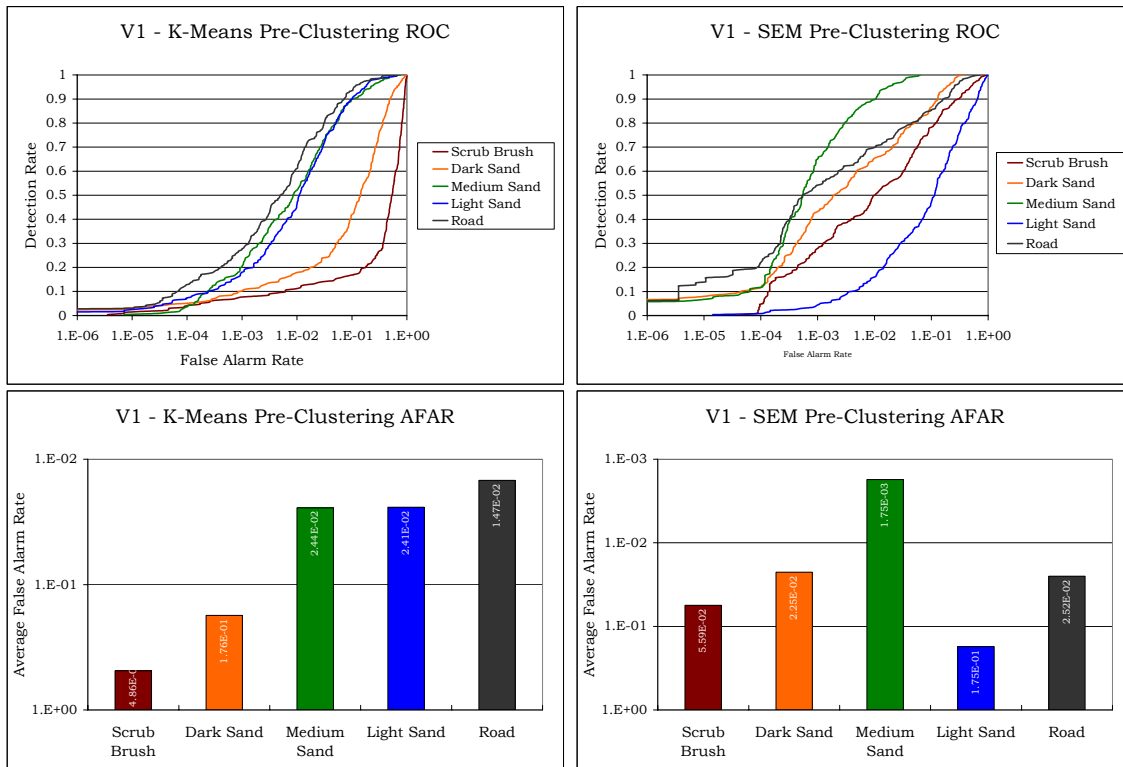 V1 - K-Means Pre-Clustering ROC
Detection Rate
1
0.9
0.8
0.7
0.6
0.5
0.4
0.3
0.2
0.1
0
1.E-06 1.E-05 1.E-04 1.E-03 1.E-02 1.E-01 1.E+00
False Alarm Rate
Scrub Brush
Dark Sand
Medium Sand
Light Sand
Road
V1 - SEM Pre-Clustering ROC
Detection Rate
1
0.9
0.8
0.7
0.6
0.5
0.4
0.3
0.2
0.1
0
1.E-06 1.E-05 1.E-04 1.E-03 1.E-02 1.E-01 1.E+00
False Alarm Rate
Scrub Brush
Dark Sand
Medium Sand
Light Sand
Road
V1 - K-Means Pre-Clustering AFAR
Average False Alarm Rate
1.E-02
1.E-01
1.E+00
4.86E-0
1.76E-01
2.44E-02
2.41E-02
1.47E-02
Scrub Brush
Dark Sand
Medium Sand
Light Sand
Road
V1 - SEM Pre-Clustering AFAR
Average False Alarm Rate
1.E-03
1.E-02
1.E-01
1.E+00
5.59E-02
2.25E-02
1.75E-03
1.75E-01
2.52E-02
Scrub Brush
Dark Sand
Medium Sand
Light Sand
Road